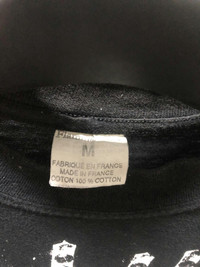 M
FABRIQUE EN FRANCE
MADE IN FRANCE
COTON 100 % COTTON